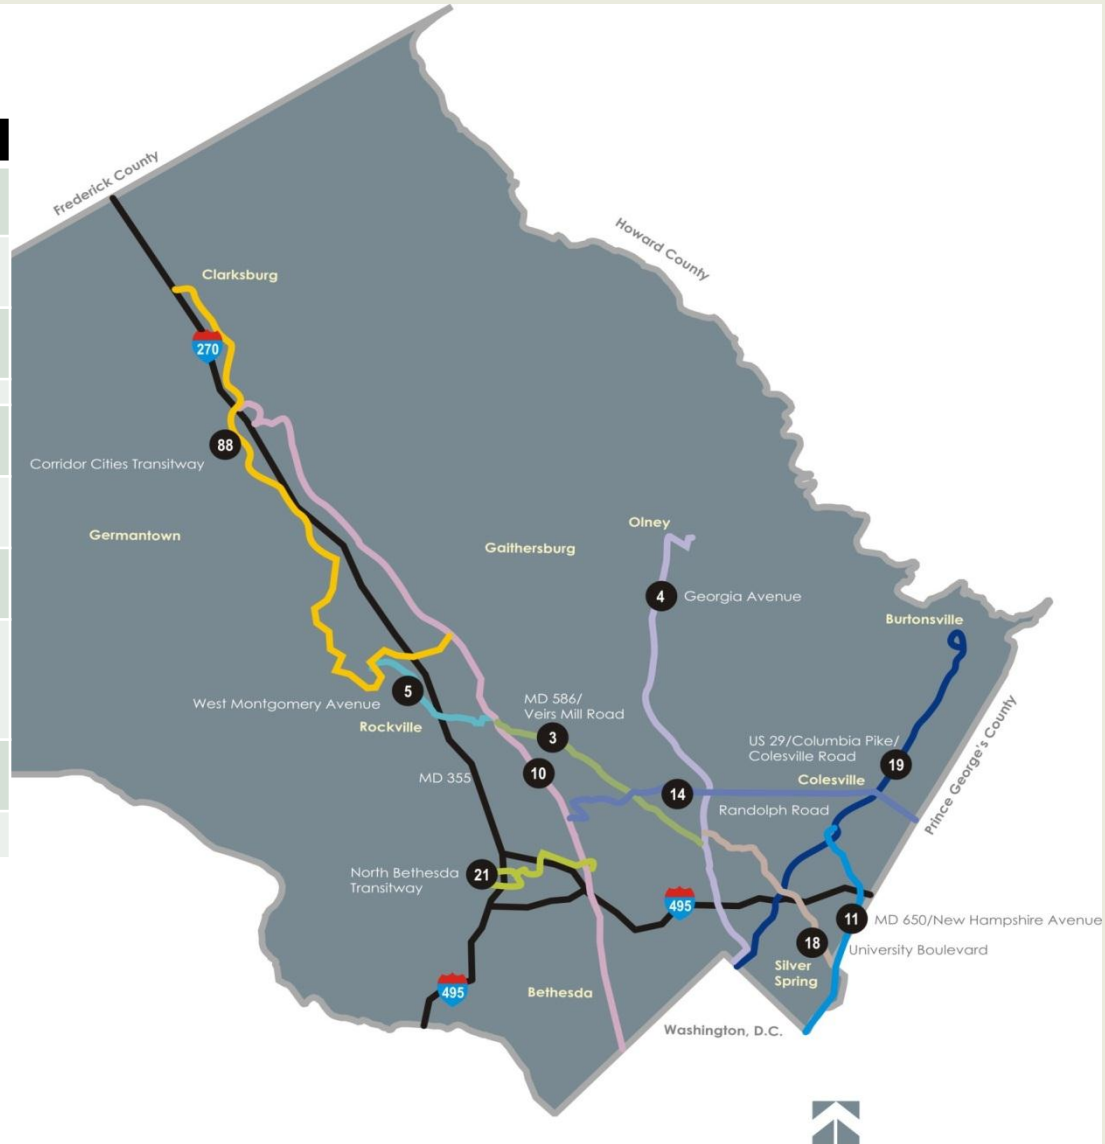 Frederick County
Howard County
Clarksburg
270
88
Corridor Cities Transitway
Germantown
Gaithersburg
Olney
4
Georgia Avenue
Burtonsville
5
West Montgomery Avenue
Rockville
MD 586/
Veirs Mill Road
3
10
MD 355
US 29/Columbia Pike/
Colesville Road
19
Colesville
14
Randolph Road
Prince George's County
North Bethesda
Transitway
21
495
11
MD 650/New Hampshire Avenue
18
University Boulevard
Silver
Spring
495
Bethesda
Washington, D.C.